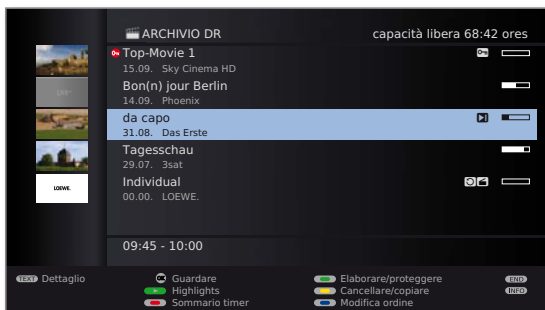 ARCHIVIO DR capacità libera 68:42 ores
Top-Movie 1
15.09. Sky Cinema HD
Bon(n) jour Berlin
14.09. Phoenix
da capo
31.08. Das Erste
Tagesschau
29.07. 3sat
Individual
00.00. LOEWE.
LOEWE.
09:45 - 10:00
TEXT Dettaglio
OK Guardare
Highlights
Sommario timer
Elaborare/proteggere
Cancellare/copiare
Modifica ordine
END
INFO